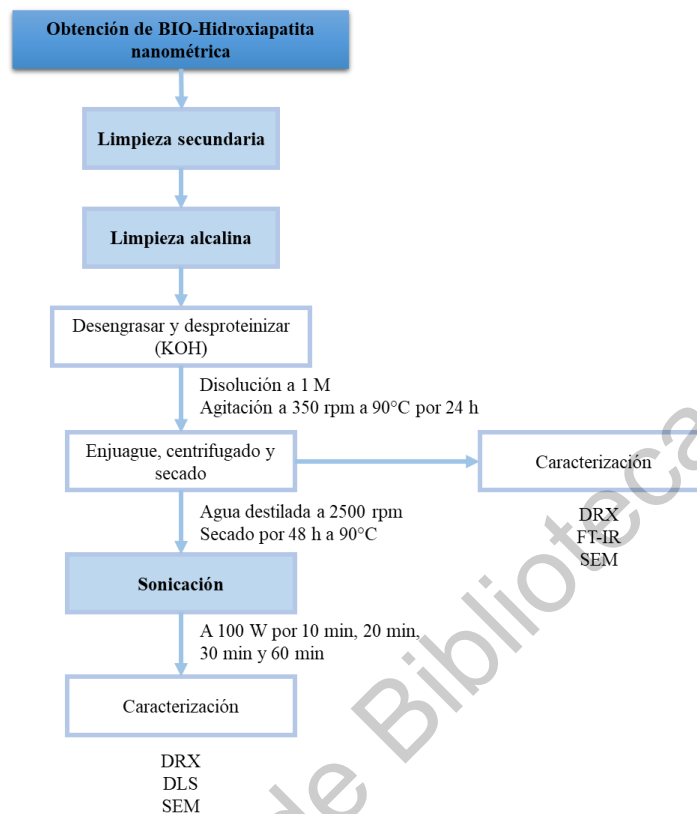 Obtención de BIO-Hidroxiapatita
nanométrica
Limpieza secundaria
Limpieza alcalina
Desengrasar y desproteinizar
(KOH)
Disolución a 1 M
Agitación a 350 rpm a 90°C por 24 h
Enjuague, centrifugado y
secado
Caracterización
DRX
FT-IR
SEM
Agua destilada a 2500 rpm
Secado por 48 h a 90°C
Sonicación
A 100 W por 10 min, 20 min,
30 min y 60 min
Caracterización
DRX
DLS
SEM
de Biblioteca